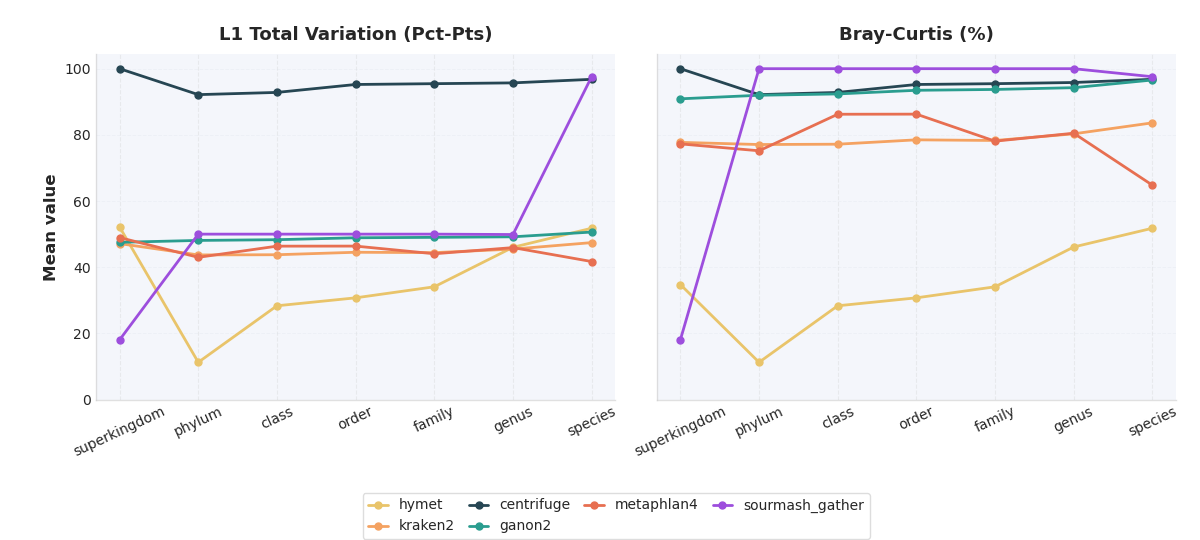 L1 Total Variation (Pct-Pts)
Bray-Curtis (%)
Mean value
100
80
60
40
20
0
superkingdom phylum class order family genus species
superkingdom phylum class order family genus species
hymet centrifuge metaphlan4 sourmash_gather
kraken2 ganon2